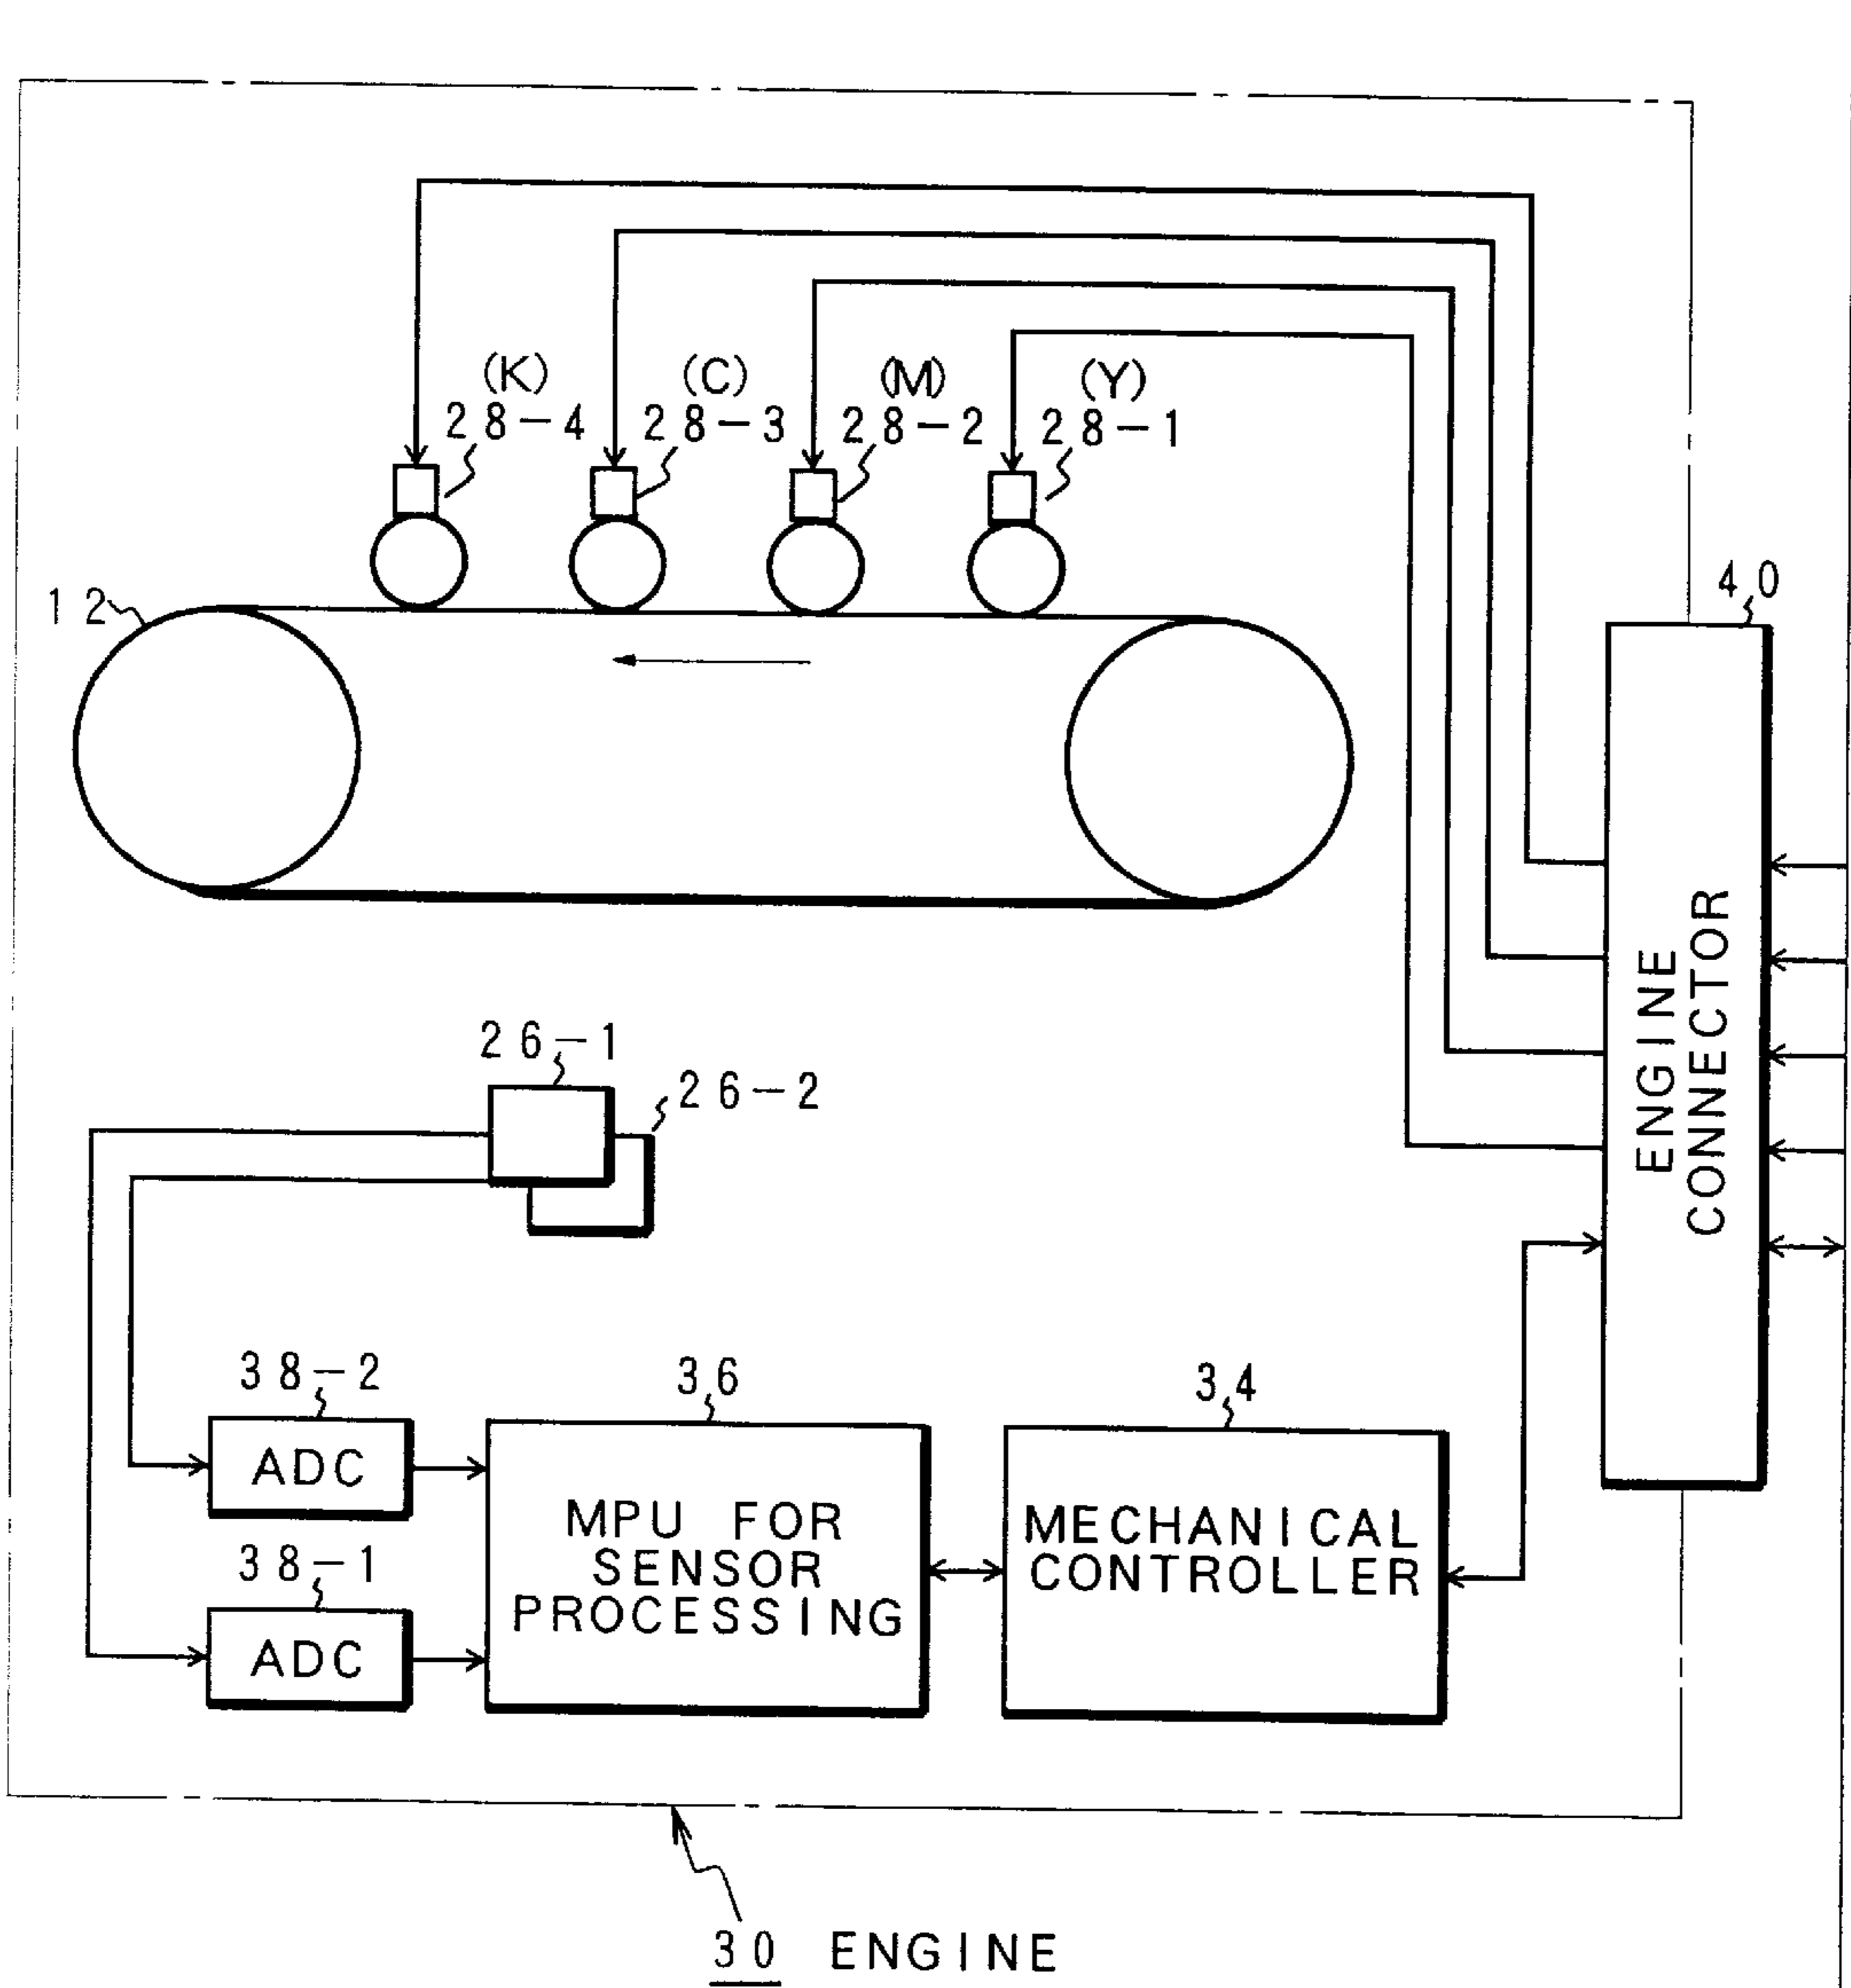 (K) (C) (M) (Y)
28-4 28-3 28-2 28-1
12
40
ENGINE
CONNECTOR
26-1
26-2
38-2
36
34
ADC
MPU FOR
SENSOR
PROCESSING
MECHANICAL
CONTROLLER
38-1
ADC
30 ENGINE